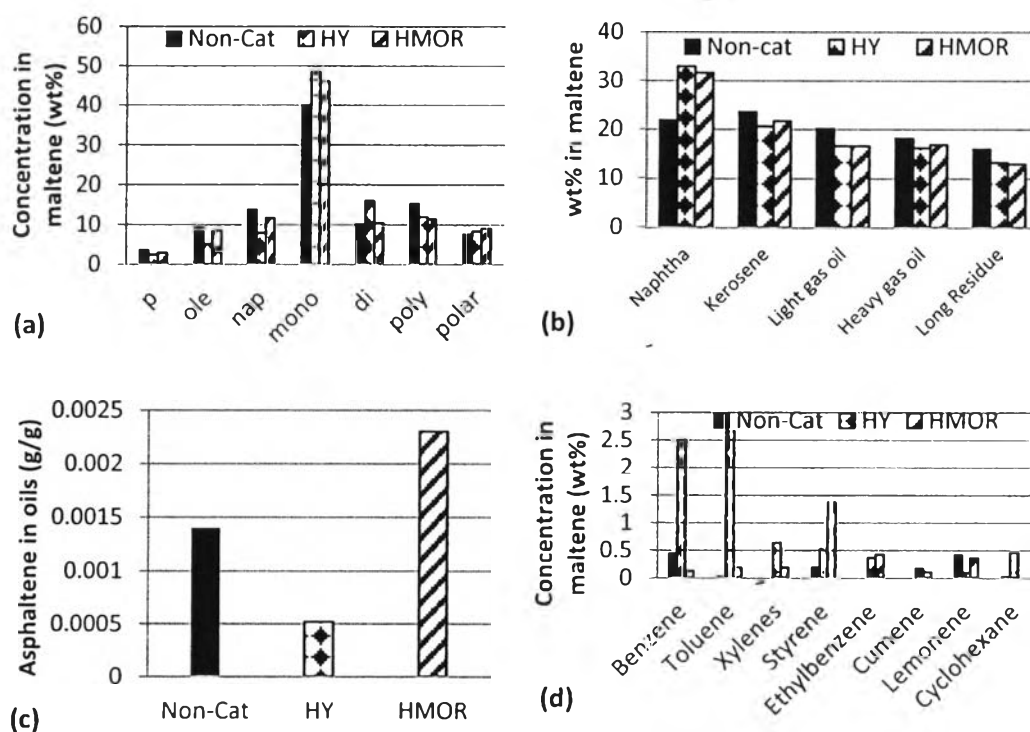 Concentration in maltene (wt%)
60
50
40
30
20
10
0
Non-Cat HY HMOR
p ole nap mono di poly polar
(a)
wt% in maltene
40
30
20
10
0
Non-cat HY HMOR
Naphtha Kerosene Light gas oil Heavy gas oil Long Residue
(b)
Asphaltene in oils (g/g)
0.0025
0.002
0.0015
0.001
0.0005
0
Non-Cat HY HMOR
(c)
Concentration in maltene (wt%)
3
2.5
2
1.5
1
0.5
0
Non-Cat HY HMOR
Benzene Toluene Xylenes Styrene Ethylbenzene Cumene Lemonene Cyclohexane
(d)